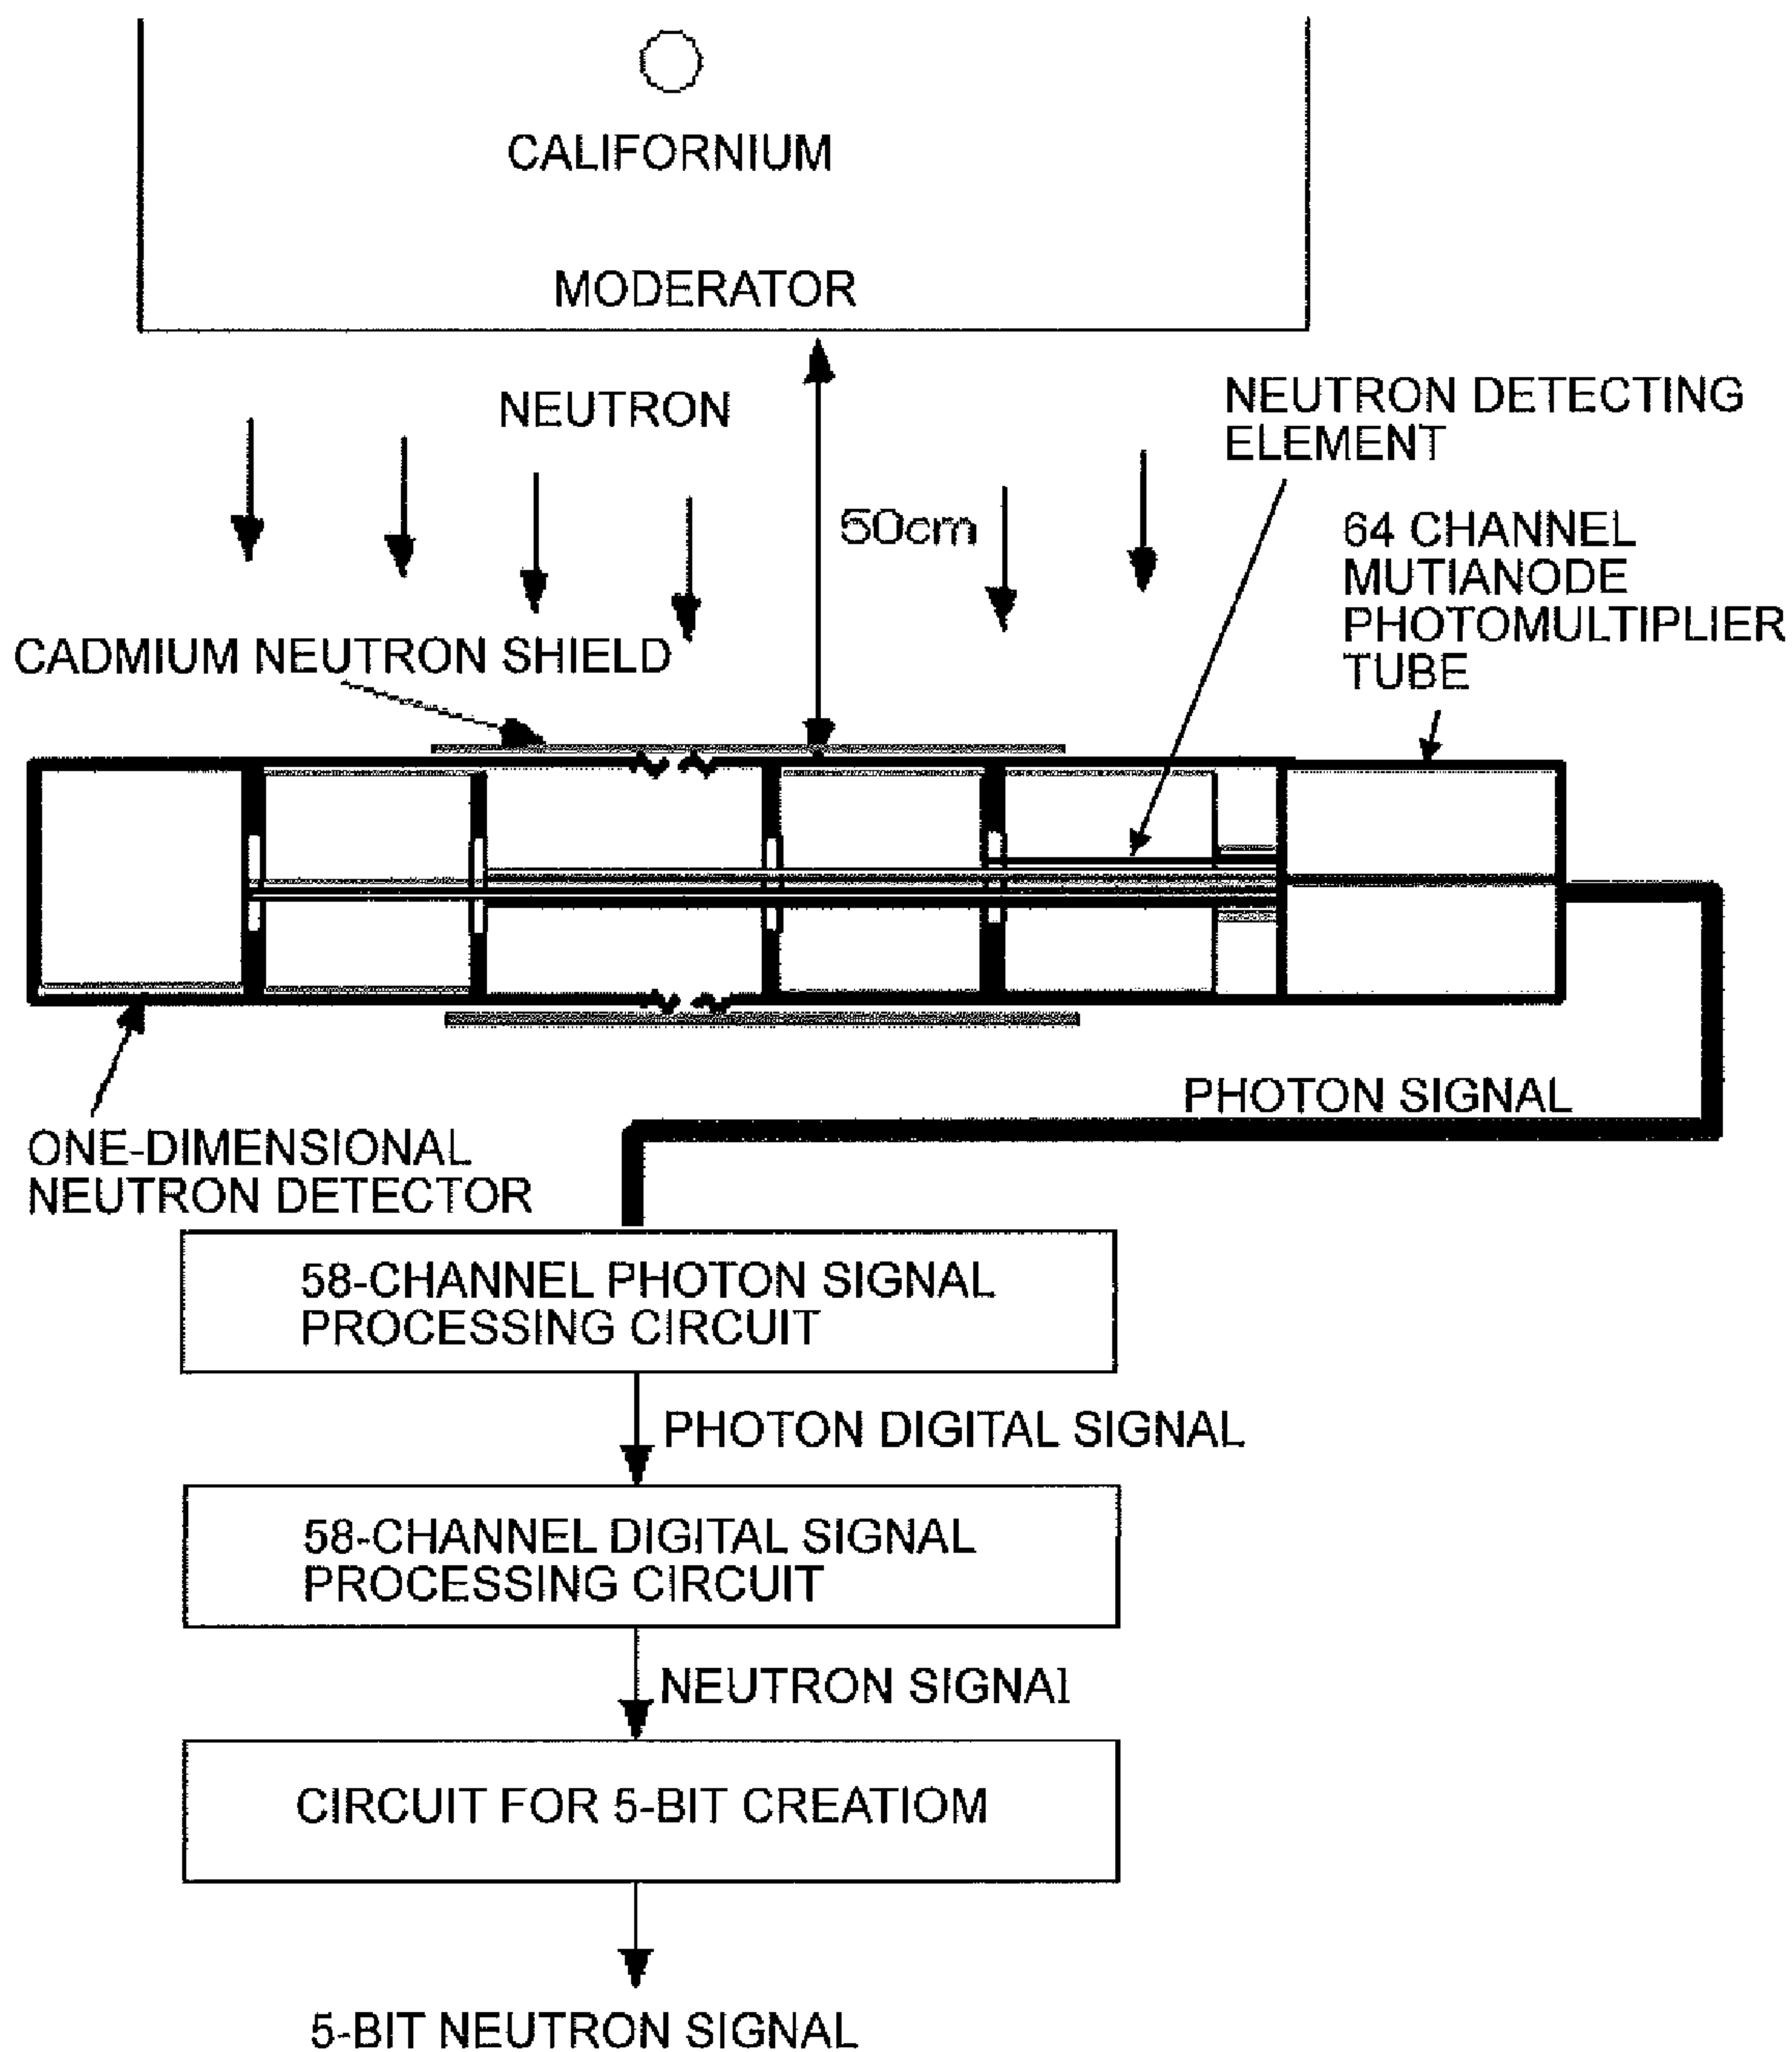 CALIFORNIUM
MODERATOR
NEUTRON
NEUTRON DETECTING
ELEMENT
50cm
64 CHANNEL
MUTIANODE
PHOTOMULTIPLIER
TUBE
CADMIUM NEUTRON SHIELD
PHOTON SIGNAL
ONE-DIMENSIONAL
NEUTRON DETECTOR
58-CHANNEL PHOTON SIGNAL
PROCESSING CIRCUIT
PHOTON DIGITAL SIGNAL
58-CHANNEL DIGITAL SIGNAL
PROCESSING CIRCUIT
NEUTRON SIGNAl
CIRCUIT FOR 5-BIT CREATIOM
5-BIT NEUTRON SIGNAL